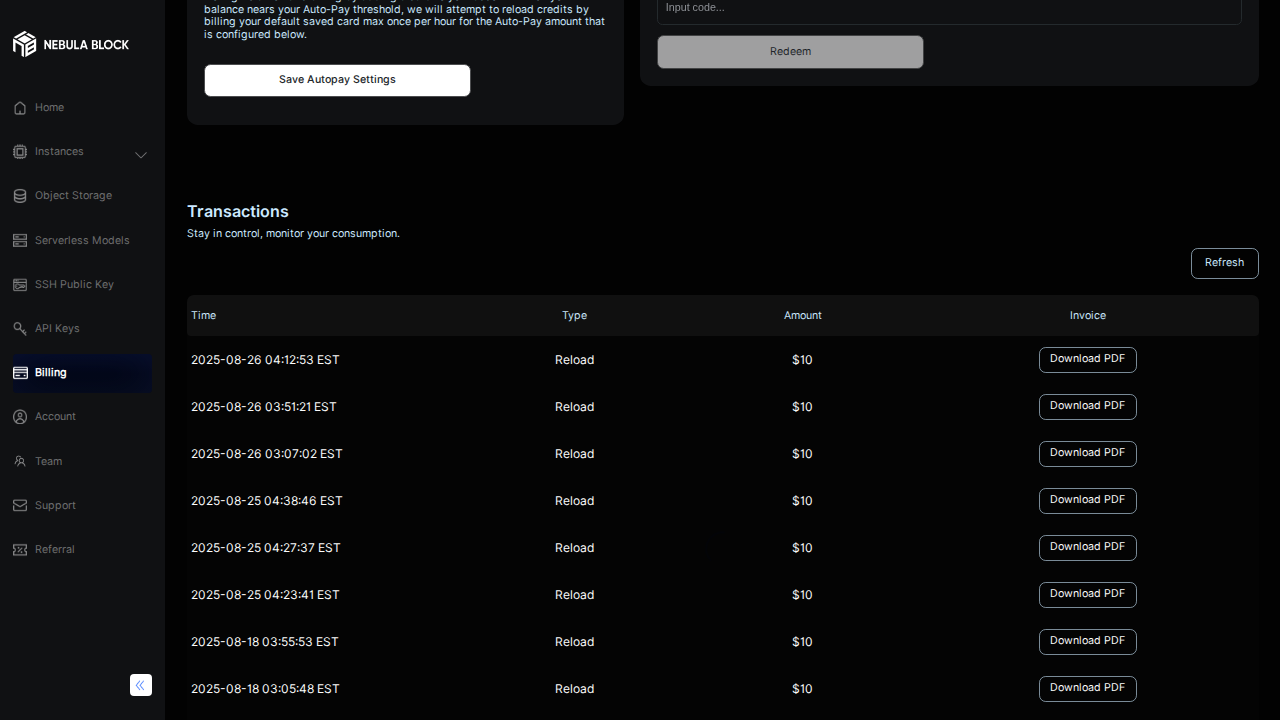 NEBULA BLOCK
Home
Instances
Object Storage
Serverless Models
SSH Public Key
API Keys
Billing
Account
Team
Support
Referral
balance nears your Auto-Pay threshold, we will attempt to reload credits by
billing your default saved card max once per hour for the Auto-Pay amount that
is configured below.
Save Autopay Settings
Input code...
Redeem
Transactions
Stay in control, monitor your consumption.
Refresh
Time Type Amount Invoice
2025-08-26 04:12:53 EST Reload $10 Download PDF
2025-08-26 03:51:21 EST Reload $10 Download PDF
2025-08-26 03:07:02 EST Reload $10 Download PDF
2025-08-25 04:38:46 EST Reload $10 Download PDF
2025-08-25 04:27:37 EST Reload $10 Download PDF
2025-08-25 04:23:41 EST Reload $10 Download PDF
2025-08-18 03:55:53 EST Reload $10 Download PDF
2025-08-18 03:05:48 EST Reload $10 Download PDF